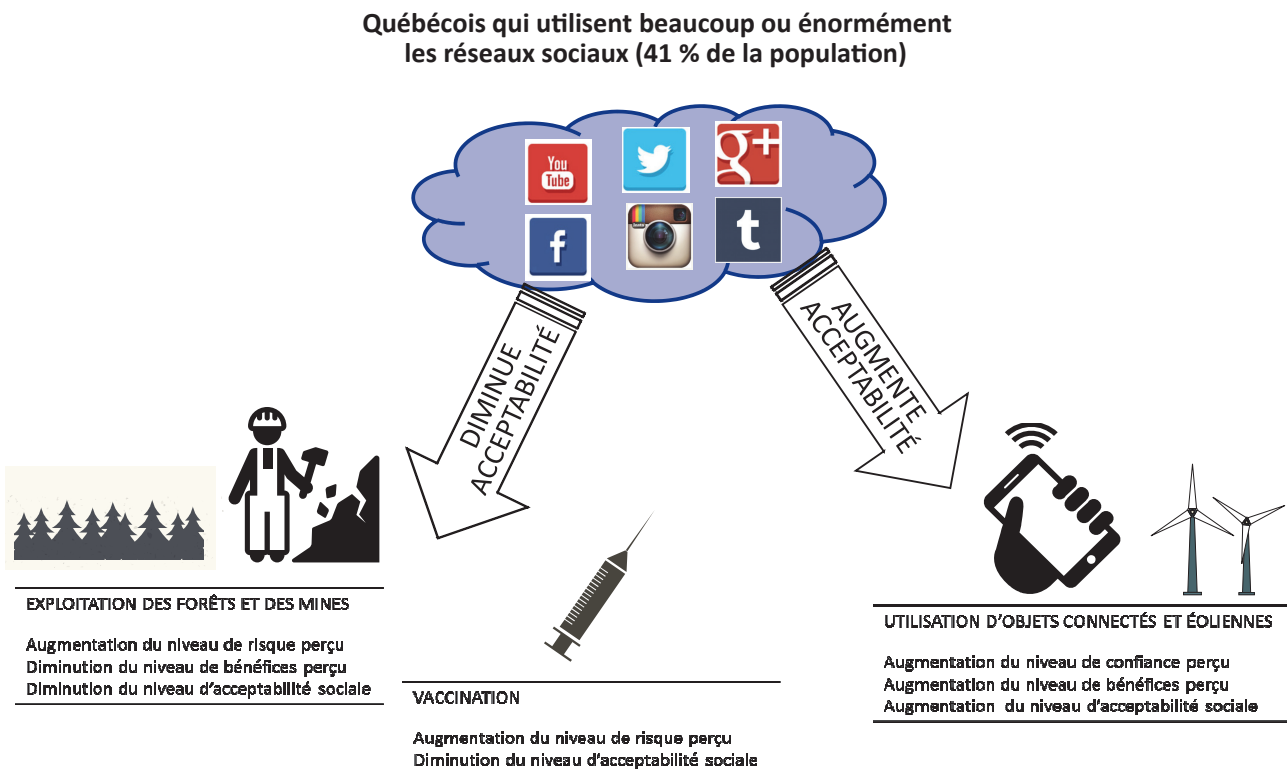 Québécois qui utilisent beaucoup ou énormément
les réseaux sociaux (41 % de la population)
You
Tube
g+
f
t
DIMINUE
ACCEPTABILITÉ
AUGMENTE
ACCEPTABILITÉ
EXPLOITATION DES FORÊTS ET DES MINES
Augmentation du niveau de risque perçu
Diminution du niveau de bénéfices perçu
Diminution du niveau d'acceptabilité sociale
VACCINATION
Augmentation du niveau de risque perçu
Diminution du niveau d'acceptabilité sociale
UTILISATION D'OBJETS CONNECTÉS ET ÉOLIENNES
Augmentation du niveau de confiance perçu
Augmentation du niveau de bénéfices perçu
Augmentation du niveau d'acceptabilité sociale